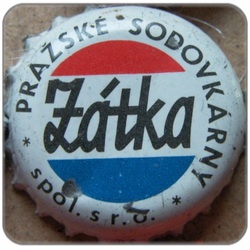 PRAŽSKÉ SODOVKÁRNY
Zátka
* spol. s r.o. *